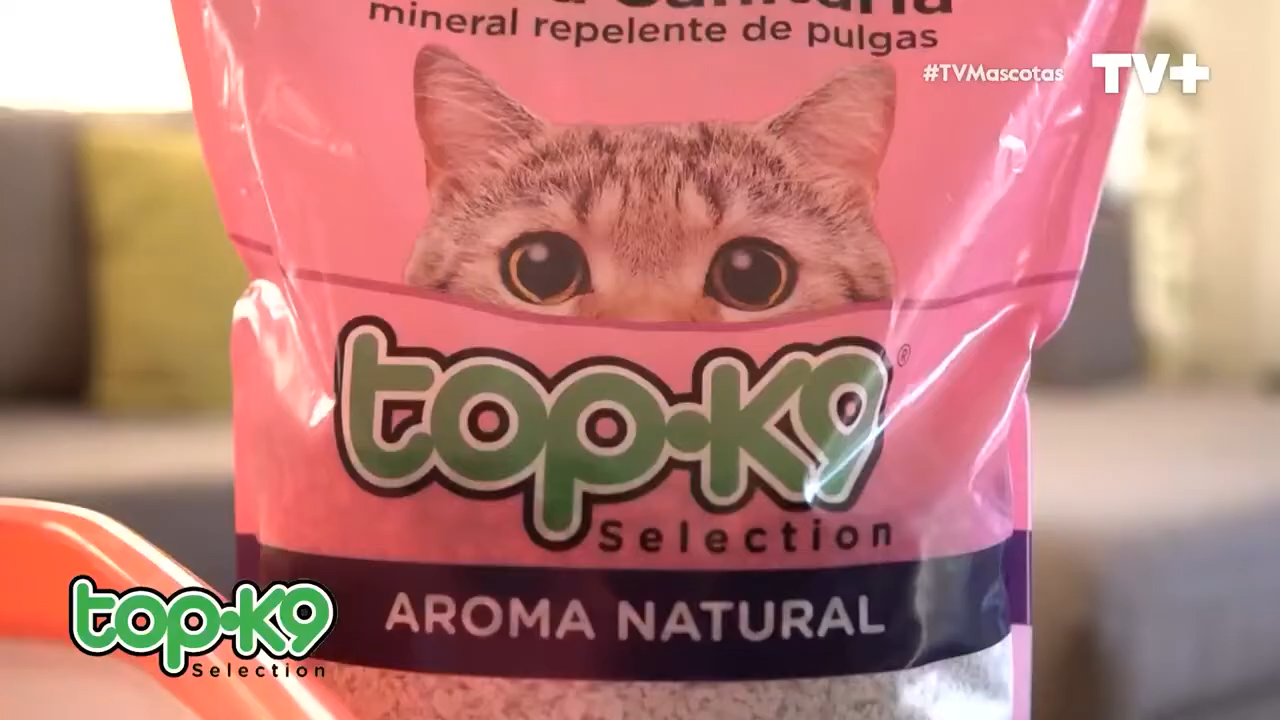 mineral repelente de pulgas
#TVMascotas TV+
top·K9®
Selection
AROMA NATURAL
top·K9
Selection